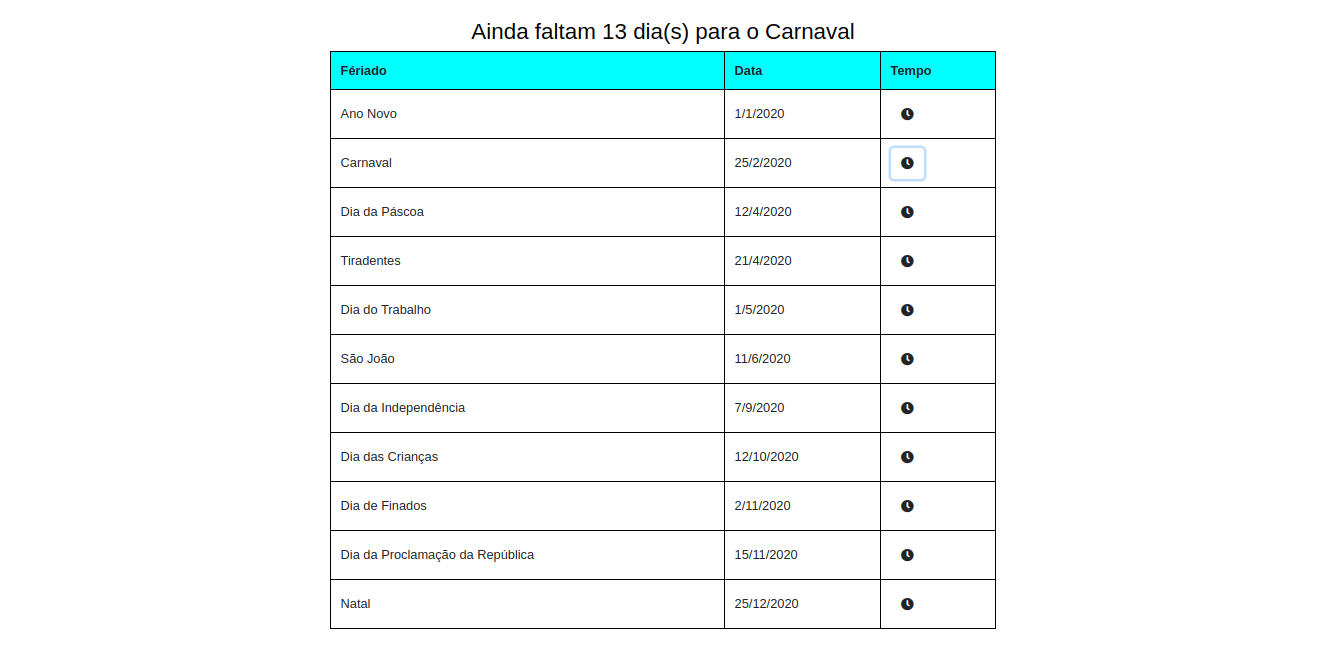 Ainda faltam 13 dia(s) para o Carnaval
Fériado Data Tempo
Ano Novo 1/1/2020
Carnaval 25/2/2020
Dia da Páscoa 12/4/2020
Tiradentes 21/4/2020
Dia do Trabalho 1/5/2020
São João 11/6/2020
Dia da Independência 7/9/2020
Dia das Crianças 12/10/2020
Dia de Finados 2/11/2020
Dia da Proclamação da República 15/11/2020
Natal 25/12/2020